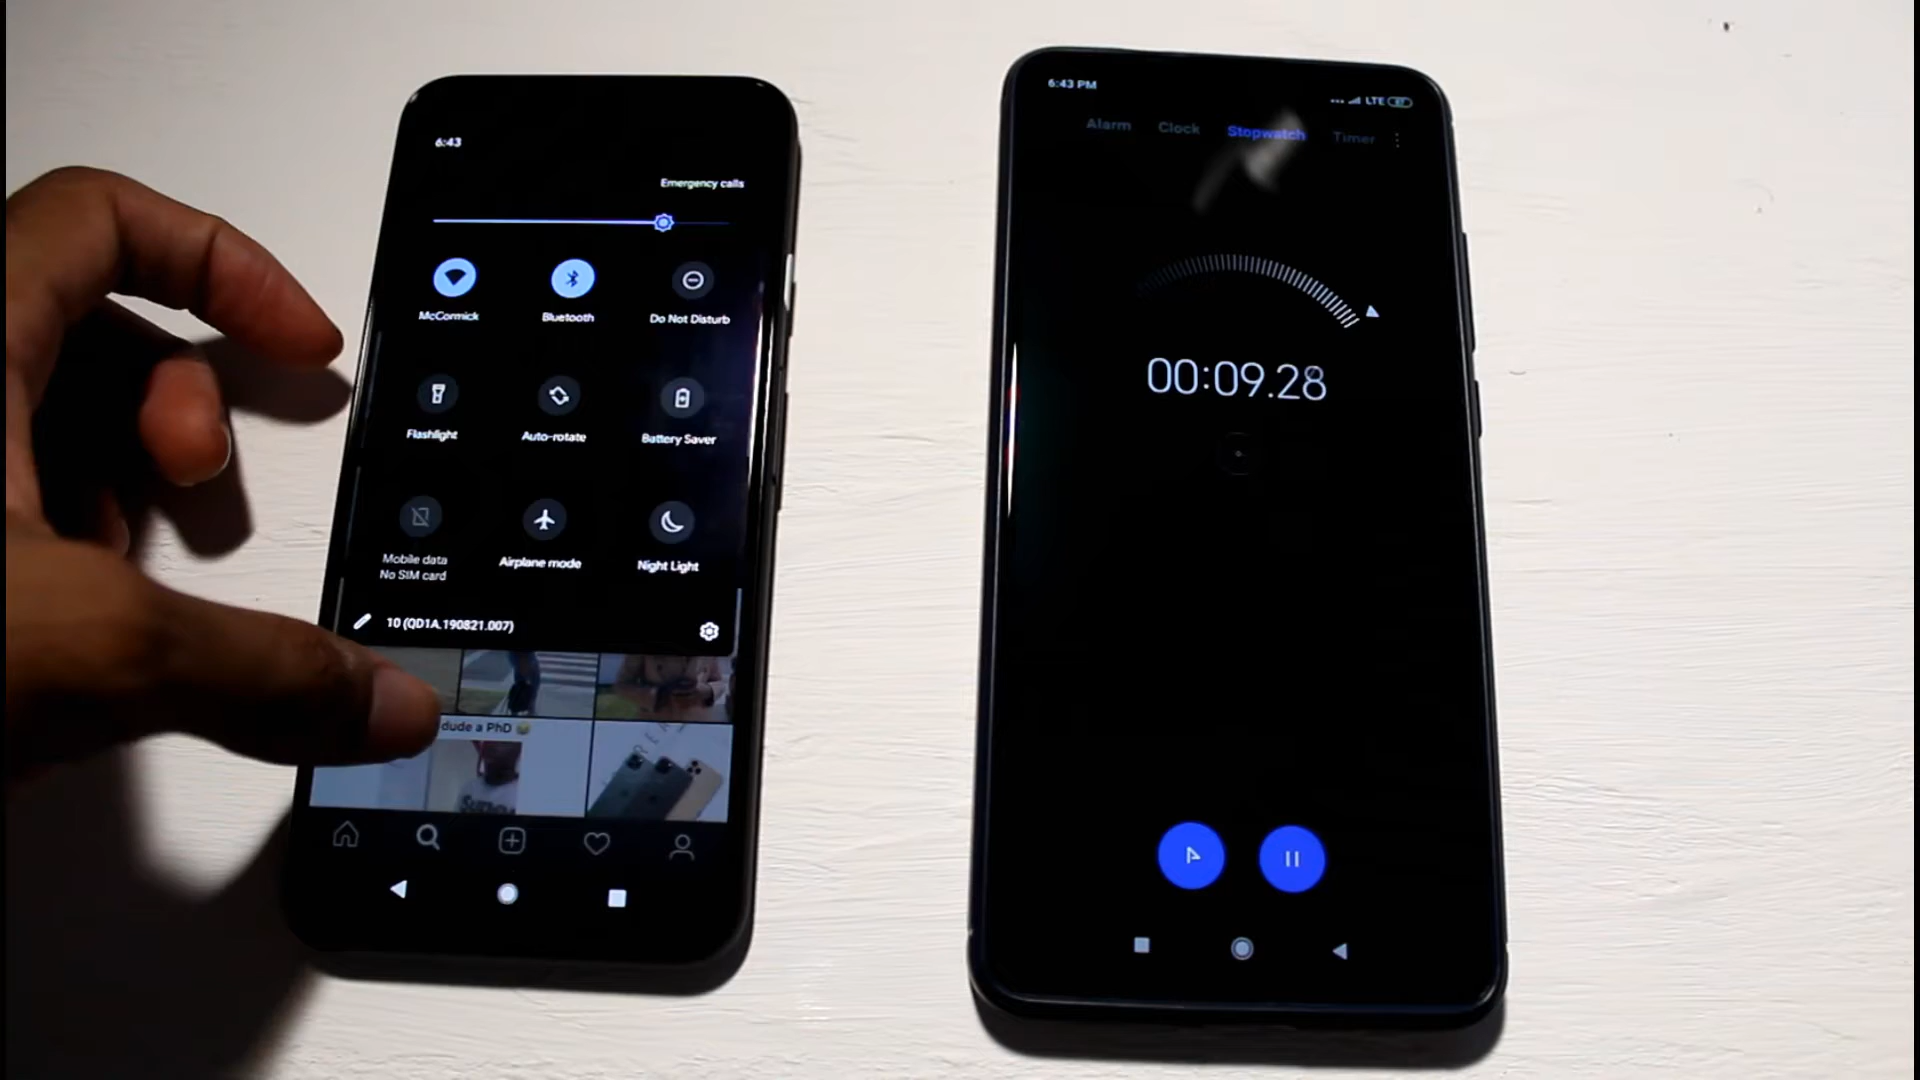 6:43
Emergency calls
McCormick
Bluetooth
Do Not Disturb
Flashlight
Auto-rotate
Battery Saver
Mobile data
No SIM card
Airplane mode
Night Light
10 (QD1A.190821.007)
dude a PhD 😂
6:43 PM
LTE 87
Alarm Clock Stopwatch Timer
00:09.28